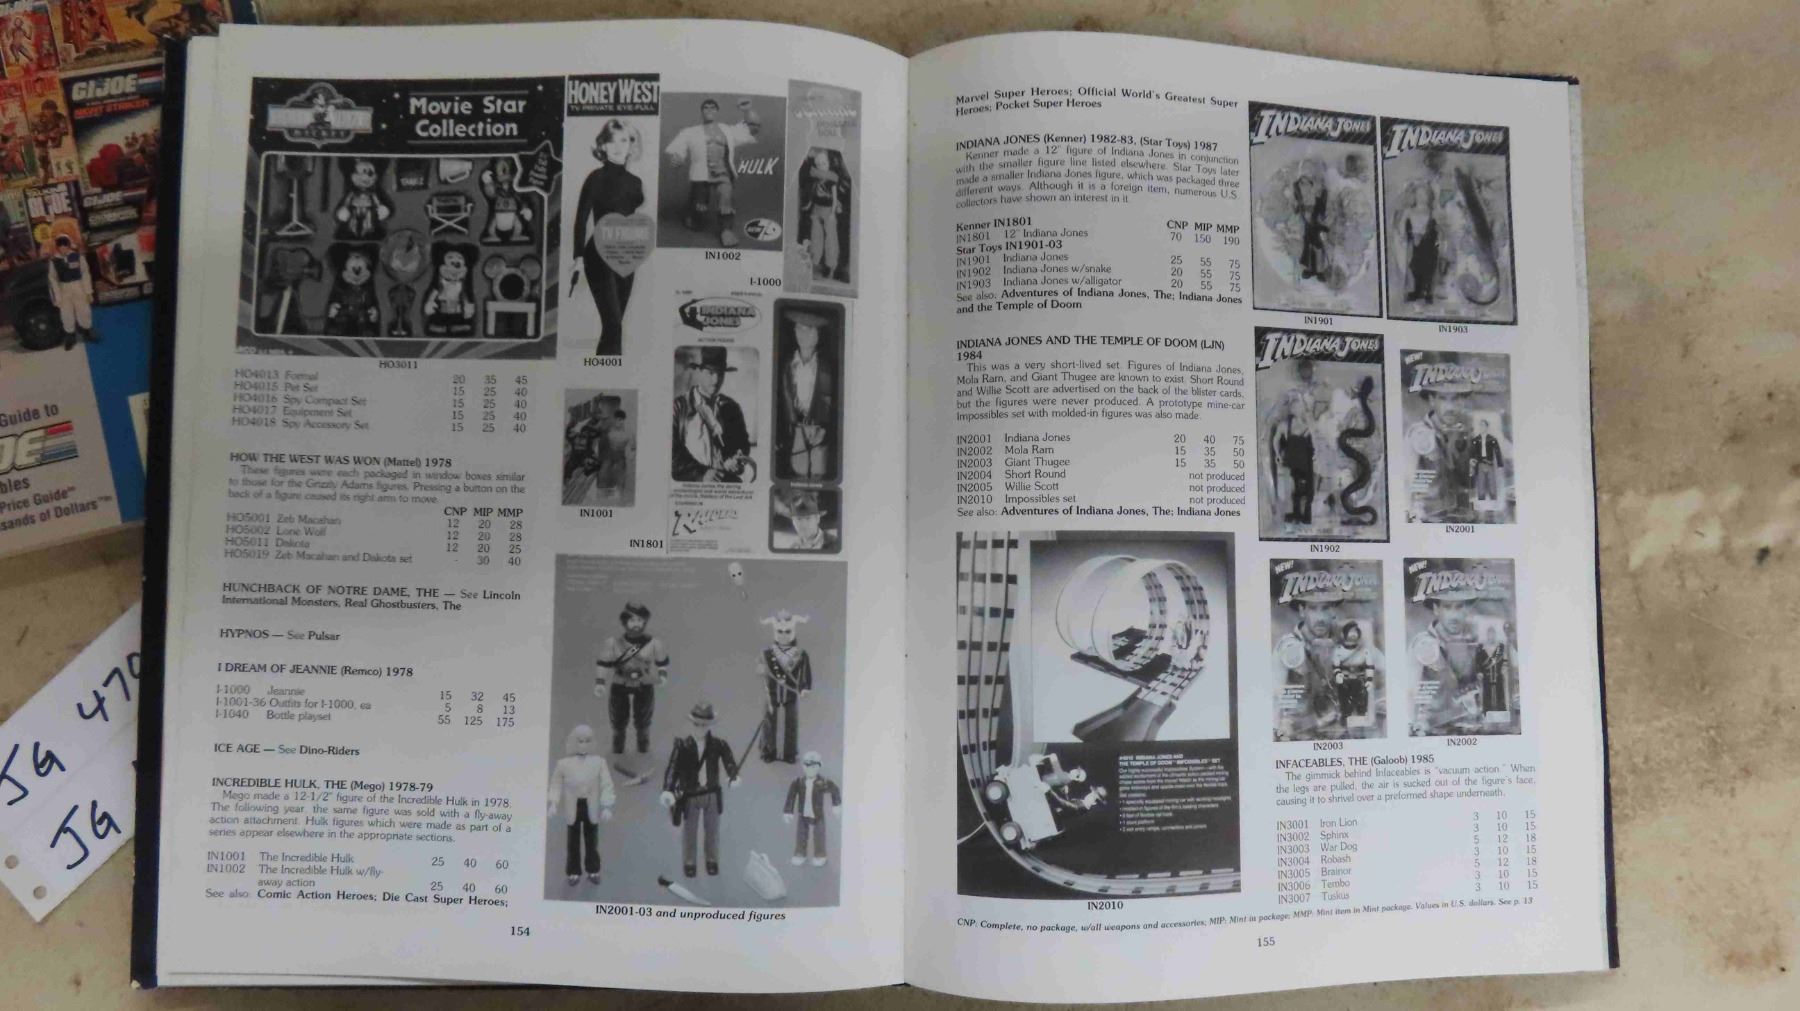 GI JOE
NIGHT STRIKER
Guide to
bles
Price Guide
sands of Dollars
JG 470
JG
Movie Star
Collection
HO3011
HONEY WEST
TV PRIVATE EYE-FULL
TV FIGURE
HO4001
HULK
IN1002
I-1000
INDIANA
JONES
IN1001
IN1801
HO4013 Formal 20 35 45
HO4015 Pet Set 15 25 40
HO4016 Spy Compact Set 15 25 40
HO4017 Equipment Set 15 25 40
HO4018 Spy Accessory Set 15 25 40
HOW THE WEST WAS WON (Mattel) 1978
These figures were each packaged in window boxes similar
to those for the Grizzly Adams figures. Pressing a button on the
back of a figure caused its right arm to move.
CNP MIP MMP
HO5001 Zeb Macahan 12 20 28
HO5002 Lone Wolf 12 20 28
HO5011 Dakota 12 20 25
HO5019 Zeb Macahan and Dakota set - 30 40
HUNCHBACK OF NOTRE DAME, THE — See Lincoln
International Monsters, Real Ghostbusters, The
HYPNOS — See Pulsar
I DREAM OF JEANNIE (Remco) 1978
I-1000 Jeannie 15 32 45
I-1001-36 Outfits for I-1000, ea 5 8 13
I-1040 Bottle playset 55 125 175
ICE AGE — See Dino-Riders
INCREDIBLE HULK, THE (Mego) 1978-79
Mego made a 12-1/2" figure of the Incredible Hulk in 1978.
The following year, the same figure was sold with a fly-away
action attachment. Hulk figures which were made as part of a
series appear elsewhere in the appropriate sections.
IN1001 The Incredible Hulk 25 40 60
IN1002 The Incredible Hulk w/fly-
away action 25 40 60
See also: Comic Action Heroes; Die Cast Super Heroes;
IN2001-03 and unproduced figures
154
Marvel Super Heroes; Official World's Greatest Super
Heroes; Pocket Super Heroes
INDIANA JONES (Kenner) 1982-83, (Star Toys) 1987
Kenner made a 12" figure of Indiana Jones in conjunction
with the smaller figure line listed elsewhere. Star Toys later
made a smaller Indiana Jones figure, which was packaged three
different ways. Although it is a foreign item, numerous U.S.
collectors have shown an interest in it.
Kenner IN1801 CNP MIP MMP
IN1801 12" Indiana Jones 70 150 190
Star Toys IN1901-03
IN1901 Indiana Jones 25 55 75
IN1902 Indiana Jones w/snake 20 55 75
IN1903 Indiana Jones w/alligator 20 55 75
See also: Adventures of Indiana Jones, The; Indiana Jones
and the Temple of Doom
INDIANA JONES AND THE TEMPLE OF DOOM (LJN)
1984
This was a very short-lived set. Figures of Indiana Jones,
Mola Ram, and Giant Thugee are known to exist. Short Round
and Willie Scott are advertised on the back of the blister cards,
but the figures were never produced. A prototype mine-car
Impossibles set with molded-in figures was also made.
IN2001 Indiana Jones 20 40 75
IN2002 Mola Ram 15 35 50
IN2003 Giant Thugee 15 35 50
IN2004 Short Round not produced
IN2005 Willie Scott not produced
IN2010 Impossibles set not produced
See also: Adventures of Indiana Jones, The; Indiana Jones
IN2010
INDIANA JONES
IN1901
INDIANA JONES
IN1903
INDIANA JONES
IN1902
NEW!
INDIANA JONES
IN2001
NEW!
INDIANA JONES
IN2003
NEW!
INDIANA JONES
IN2002
INFACEABLES, THE (Galoob) 1985
The gimmick behind Infaceables is "vacuum action." When
the legs are pulled, the air is sucked out of the figure's face,
causing it to shrivel over a preformed shape underneath.
IN3001 Iron Lion 3 10 15
IN3002 Sphinx 3 10 15
IN3003 War Dog 5 12 18
IN3004 Robash 3 10 15
IN3005 Brainor 5 12 18
IN3006 Tembo 3 10 15
IN3007 Tuskus 3 10 15
CNP: Complete, no package, w/all weapons and accessories; MIP: Mint in package; MMP: Mint item in Mint package. Values in U.S. dollars. See p. 13
155